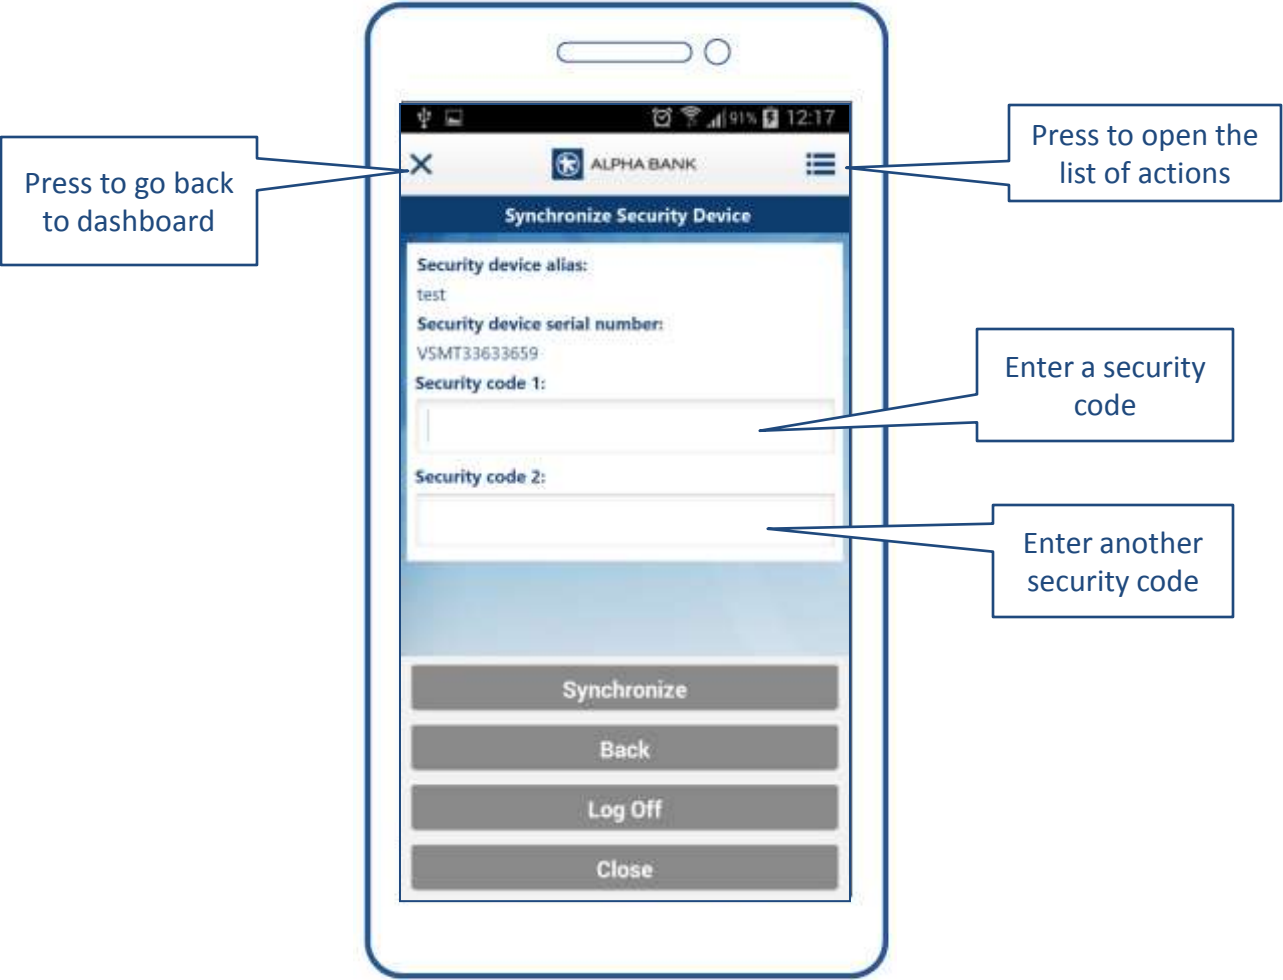 91% 12:17
ALPHA BANK
Press to go back
to dashboard
Press to open the
list of actions
Synchronize Security Device
Security device alias:
test
Security device serial number:
VSMT33633659
Security code 1:
Enter a security
code
Security code 2:
Enter another
security code
Synchronize
Back
Log Off
Close